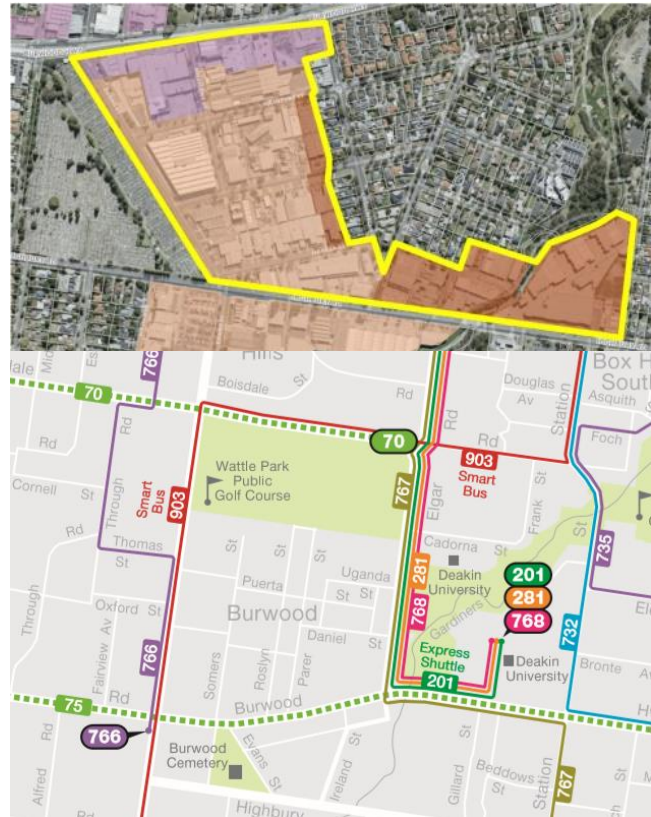 Hills
766
Boisdale
St
Rd
Douglas
Av
Station
Box H
South
Asquith
St
70
70
Rd
Rd
903
Smart
Bus
Foch
Wattle Park
Public
Golf Course
767
Elgar
Cornell St
Through
Rd
Smart
Bus
903
Frank
St
735
Cadorna
St
Deakin
University
Thomas
St
St
St
Uganda
St
Puerta
281
768
201
281
768
Through
Rd
Oxford St
Fairview Av
766
Burwood
Daniel
St
Gardiners
732
Somers
Roslyn
Parer
Express
Shuttle
201
Deakin
University
Bronte
75
Rd
Burwood
766
Burwood
Cemetery
Evans
St
Ireland
St
Gillard
St
Beddows
St
Station
767
Alfred
Rd
Highbury